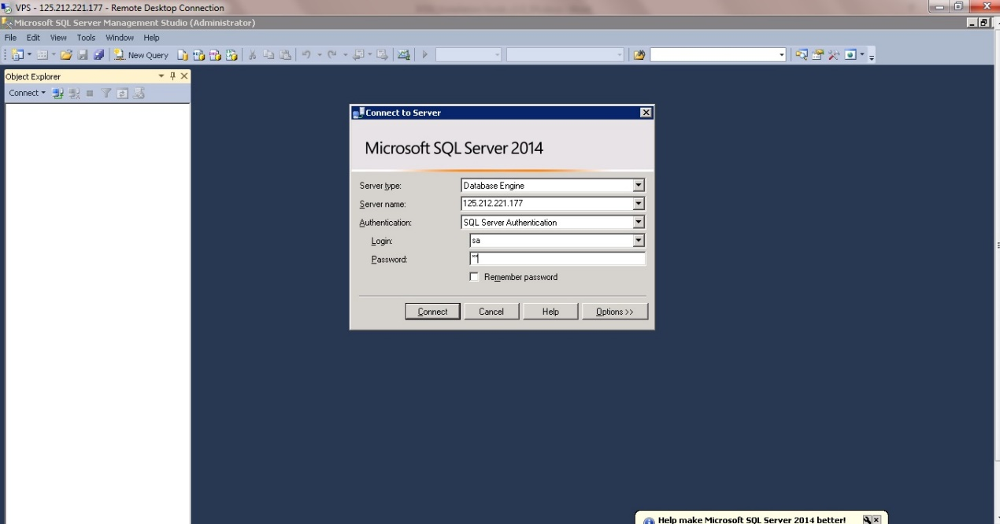 VPS - 125.212.221.177 - Remote Desktop Connection
Microsoft SQL Server Management Studio (Administrator)
File Edit View Tools Window Help
New Query
Object Explorer
Connect
Connect to Server
Microsoft SQL Server 2014
Server type: Database Engine
Server name: 125.212.221.177
Authentication: SQL Server Authentication
Login: sa
Password: **
Remember password
Connect Cancel Help Options >>
Help make Microsoft SQL Server 2014 better!